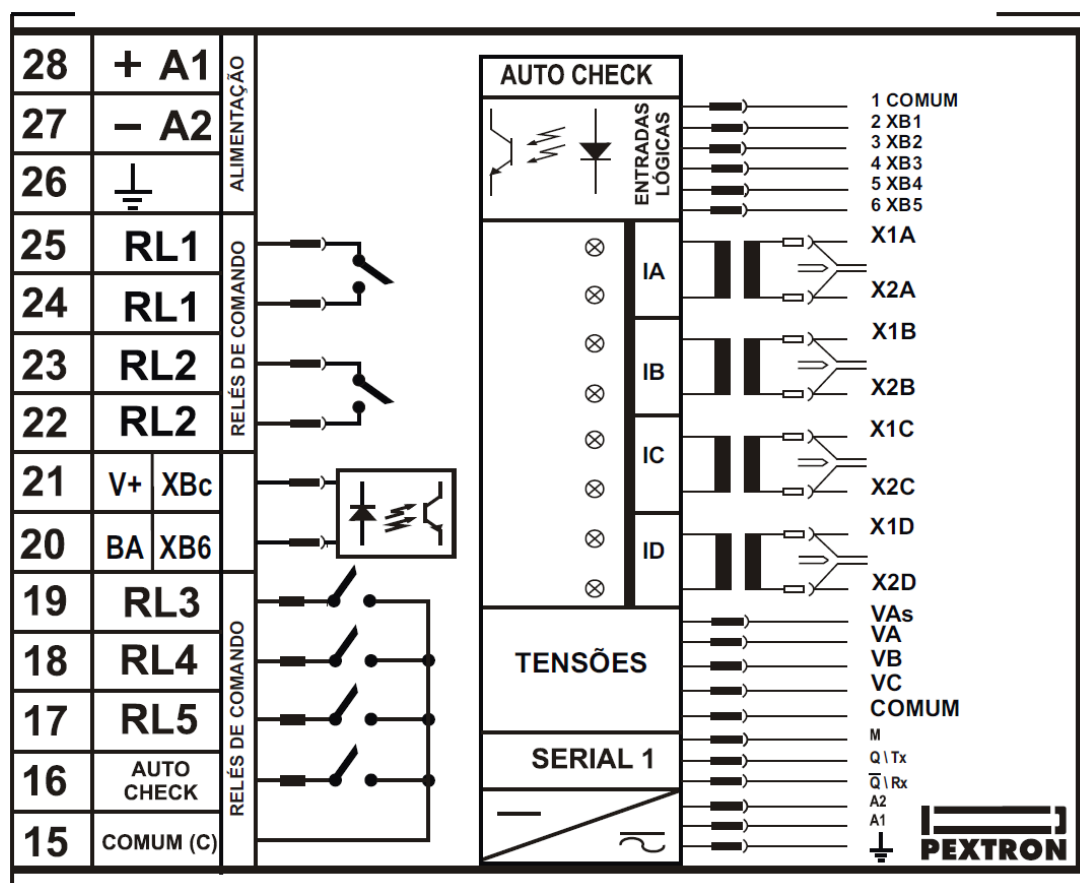 28 + A1
27 − A2
26
ALIMENTAÇÃO
25 RL1
24 RL1
23 RL2
22 RL2
RELÉS DE COMANDO
21 V+ XBc
20 BA XB6
19 RL3
18 RL4
17 RL5
16 AUTO
CHECK
15 COMUM (C)
RELÉS DE COMANDO
AUTO CHECK
ENTRADAS
LÓGICAS
IA
IB
IC
ID
TENSÕES
SERIAL 1
1 COMUM
2 XB1
3 XB2
4 XB3
5 XB4
6 XB5
X1A
X2A
X1B
X2B
X1C
X2C
X1D
X2D
VAs
VA
VB
VC
COMUM
M
Q \ Tx
Q̅ \ Rx
A2
A1
PEXTRON